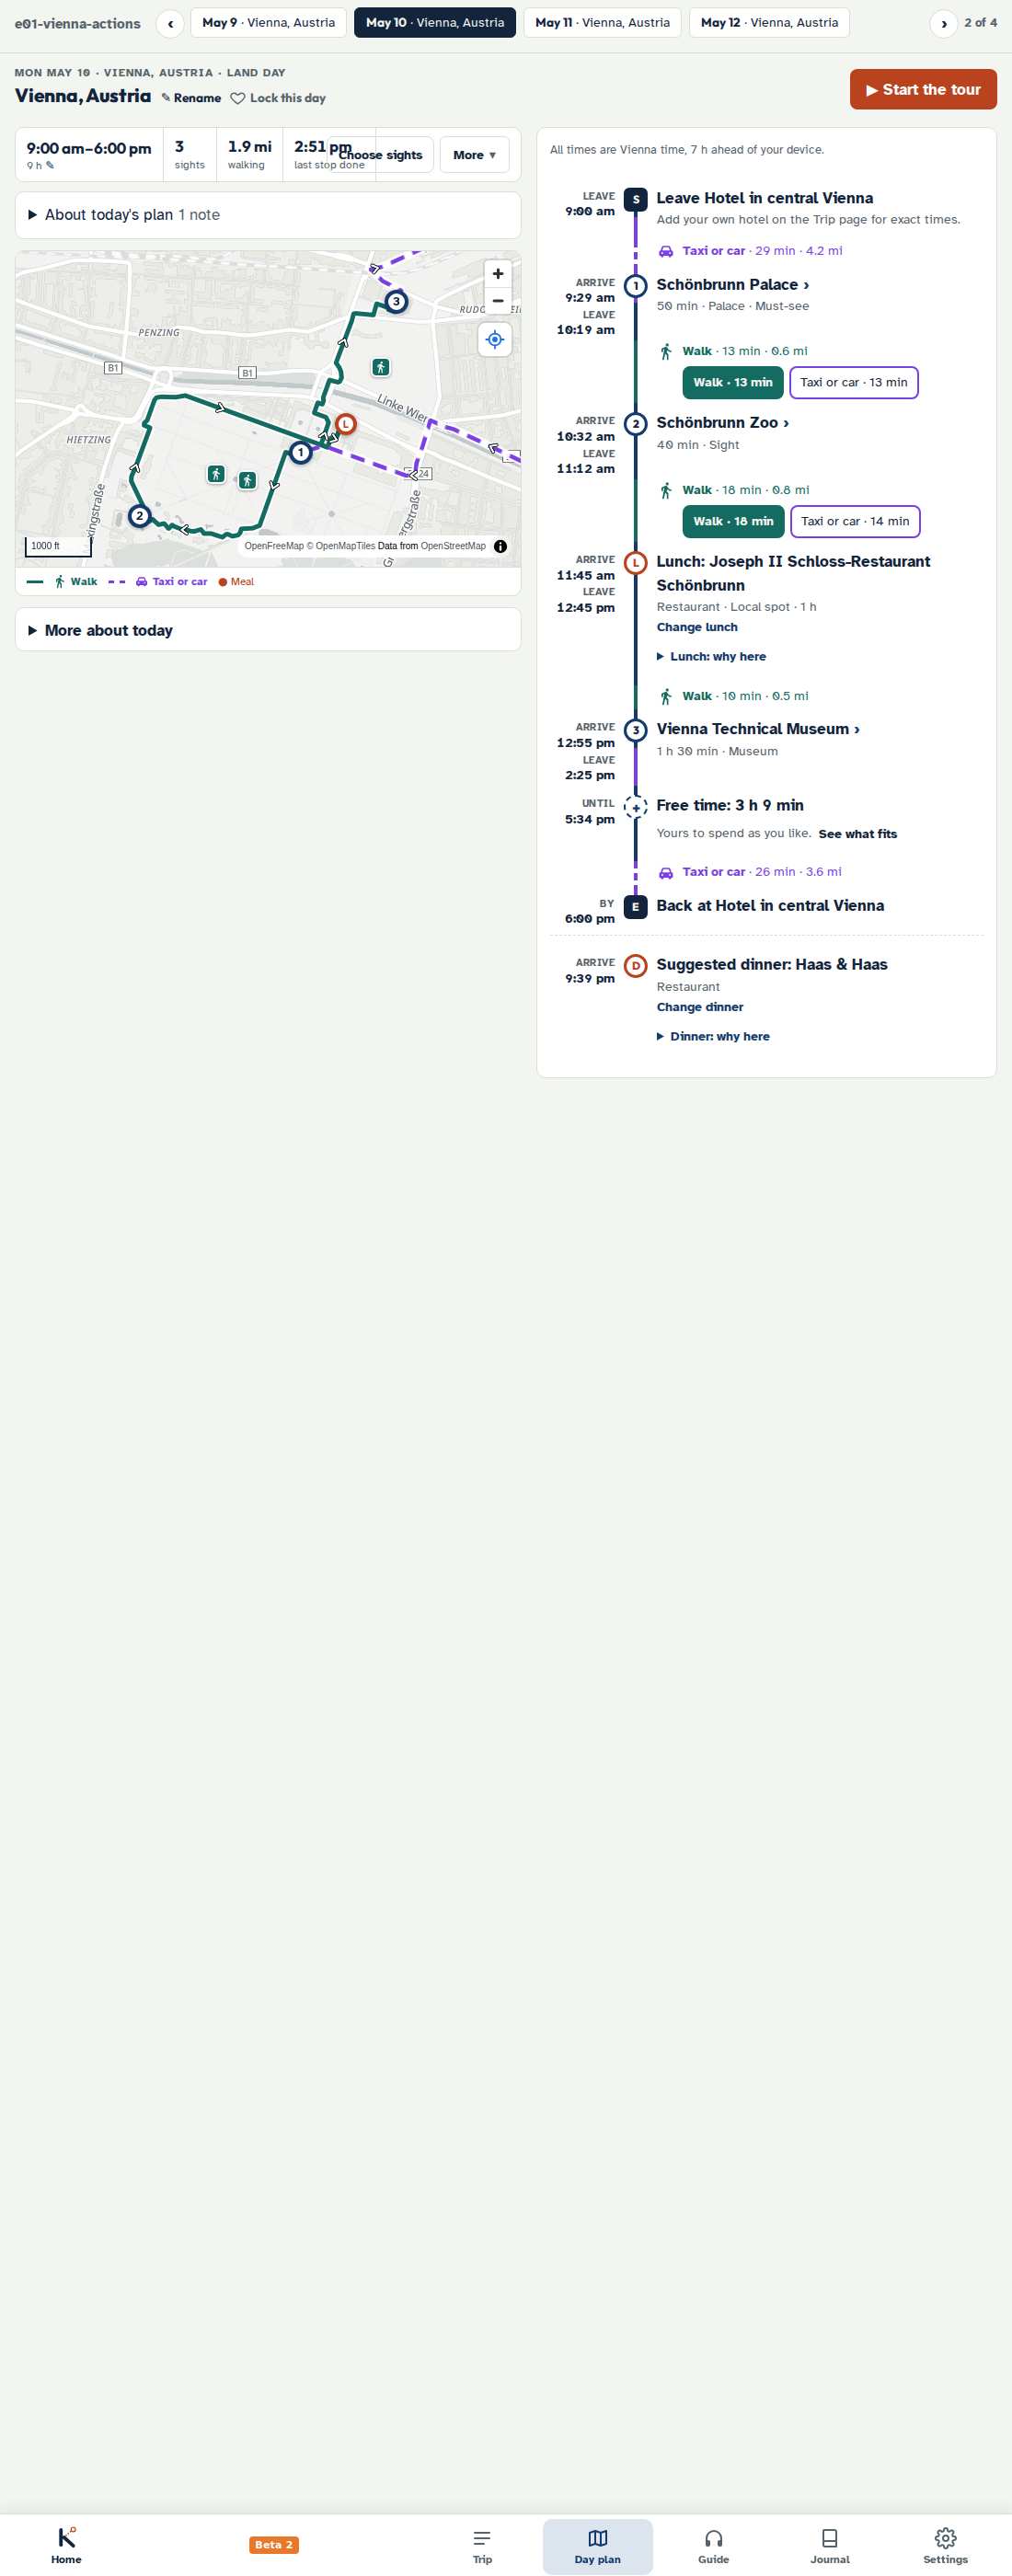 e01-vienna-actions
‹
May 9 · Vienna, Austria
May 10 · Vienna, Austria
May 11 · Vienna, Austria
May 12 · Vienna, Austria
›
2 of 4
MON MAY 10 · VIENNA, AUSTRIA · LAND DAY
Vienna, Austria ✎ Rename Lock this day
▶ Start the tour
9:00 am–6:00 pm
9 h ✎
3
sights
1.9 mi
walking
2:51 pm
last stop done
Choose sights
More ▼
▶ About today's plan 1 note
PENZING
B1
B1
HIETZING
Linke Wien
3
L
1
2
24
+
−
1000 ft
OpenFreeMap © OpenMapTiles Data from OpenStreetMap
Walk
Taxi or car
Meal
▶ More about today
All times are Vienna time, 7 h ahead of your device.
LEAVE
9:00 am
S
Leave Hotel in central Vienna
Add your own hotel on the Trip page for exact times.
Taxi or car · 29 min · 4.2 mi
ARRIVE
9:29 am
LEAVE
10:19 am
1
Schönbrunn Palace ›
50 min · Palace · Must-see
Walk · 13 min · 0.6 mi
Walk · 13 min
Taxi or car · 13 min
ARRIVE
10:32 am
LEAVE
11:12 am
2
Schönbrunn Zoo ›
40 min · Sight
Walk · 18 min · 0.8 mi
Walk · 18 min
Taxi or car · 14 min
ARRIVE
11:45 am
LEAVE
12:45 pm
L
Lunch: Joseph II Schloss-Restaurant
Schönbrunn
Restaurant · Local spot · 1 h
Change lunch
▶ Lunch: why here
Walk · 10 min · 0.5 mi
ARRIVE
12:55 pm
LEAVE
2:25 pm
3
Vienna Technical Museum ›
1 h 30 min · Museum
UNTIL
5:34 pm
+
Free time: 3 h 9 min
Yours to spend as you like. See what fits
Taxi or car · 26 min · 3.6 mi
BY
6:00 pm
E
Back at Hotel in central Vienna
ARRIVE
9:39 pm
D
Suggested dinner: Haas & Haas
Restaurant
Change dinner
▶ Dinner: why here
Home
Beta 2
Trip
Day plan
Guide
Journal
Settings